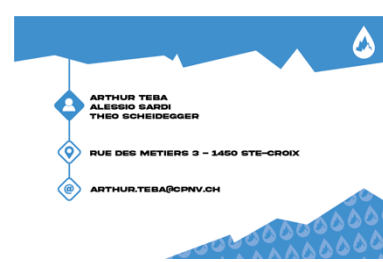 ARTHUR TEBA
ALESSIO SARDI
THEO SCHEIDEGGER
RUE DES METIERS 3 - 1450 STE-CROIX
@
ARTHUR.TEBA@CPNV.CH